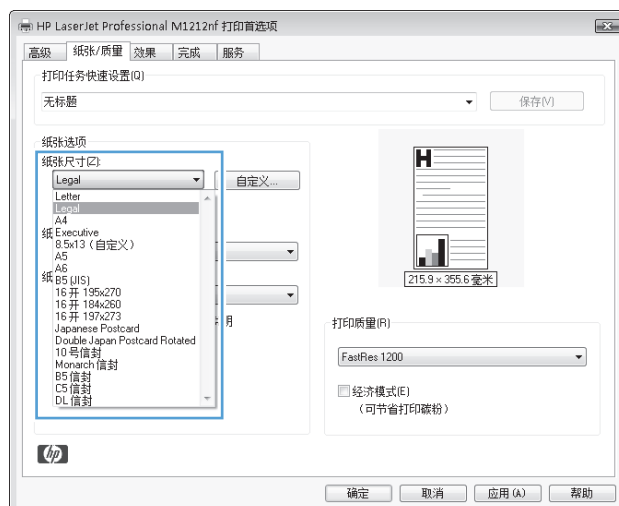 HP LaserJet Professional M1212nf 打印首选项
高级 纸张/质量 效果 完成 服务
打印任务快速设置(Q)
无标题 保存(V)
纸张选项
纸张尺寸(Z):
Legal 自定义...
Letter
Legal
A4
纸 Executive
8.5x13（自定义）
A5
A6
纸 B5 (JIS)
16 开 195x270
16 开 184x260
16 开 197x273
明
Japanese Postcard
Double Japan Postcard Rotated
10 号信封
Monarch 信封
B5 信封
C5 信封
DL 信封
H
215.9 × 355.6 毫米
打印质量(R)
FastRes 1200
经济模式(E)
（可节省打印碳粉）
hp
确定 取消 应用(A) 帮助